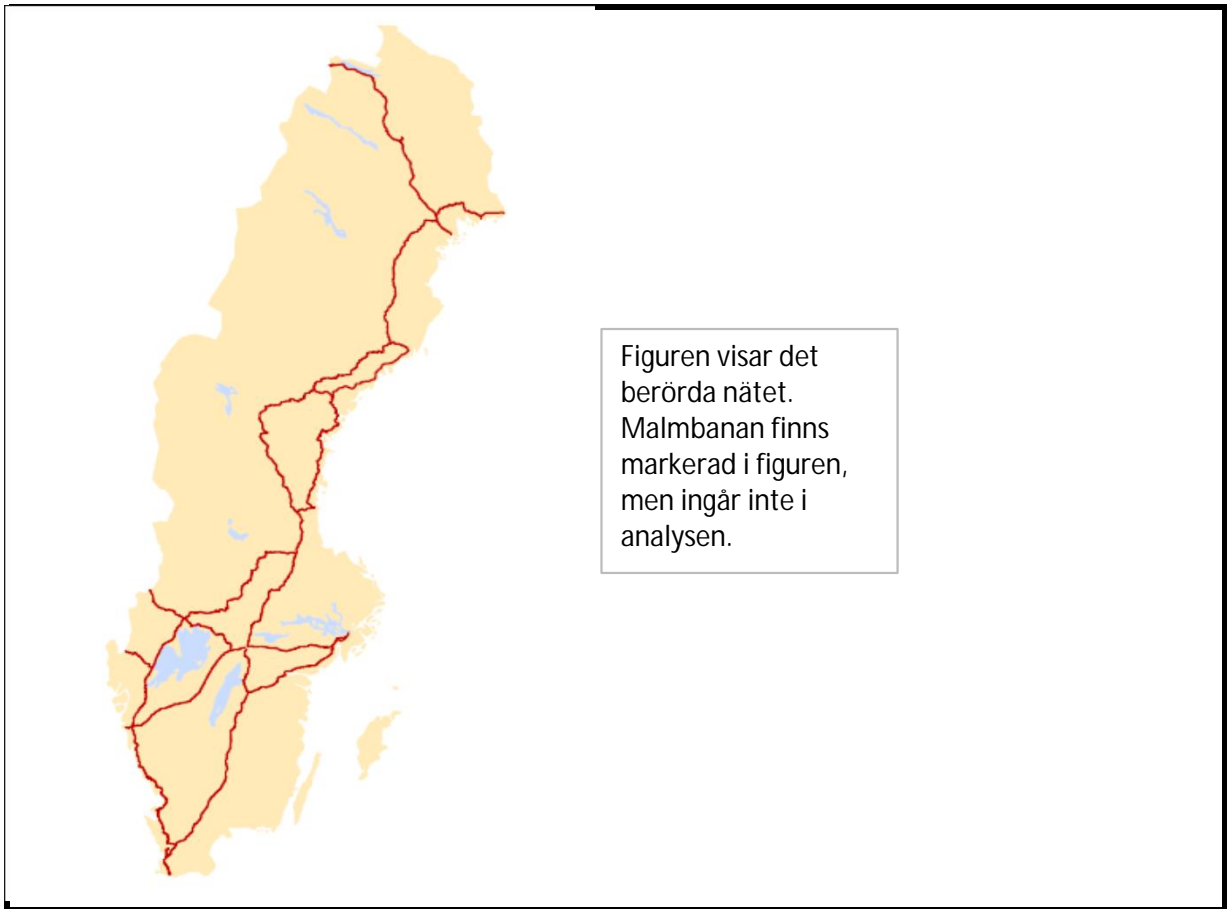 Figuren visar det
berörda nätet.
Malmbanan finns
markerad i figuren,
men ingår inte i
analysen.